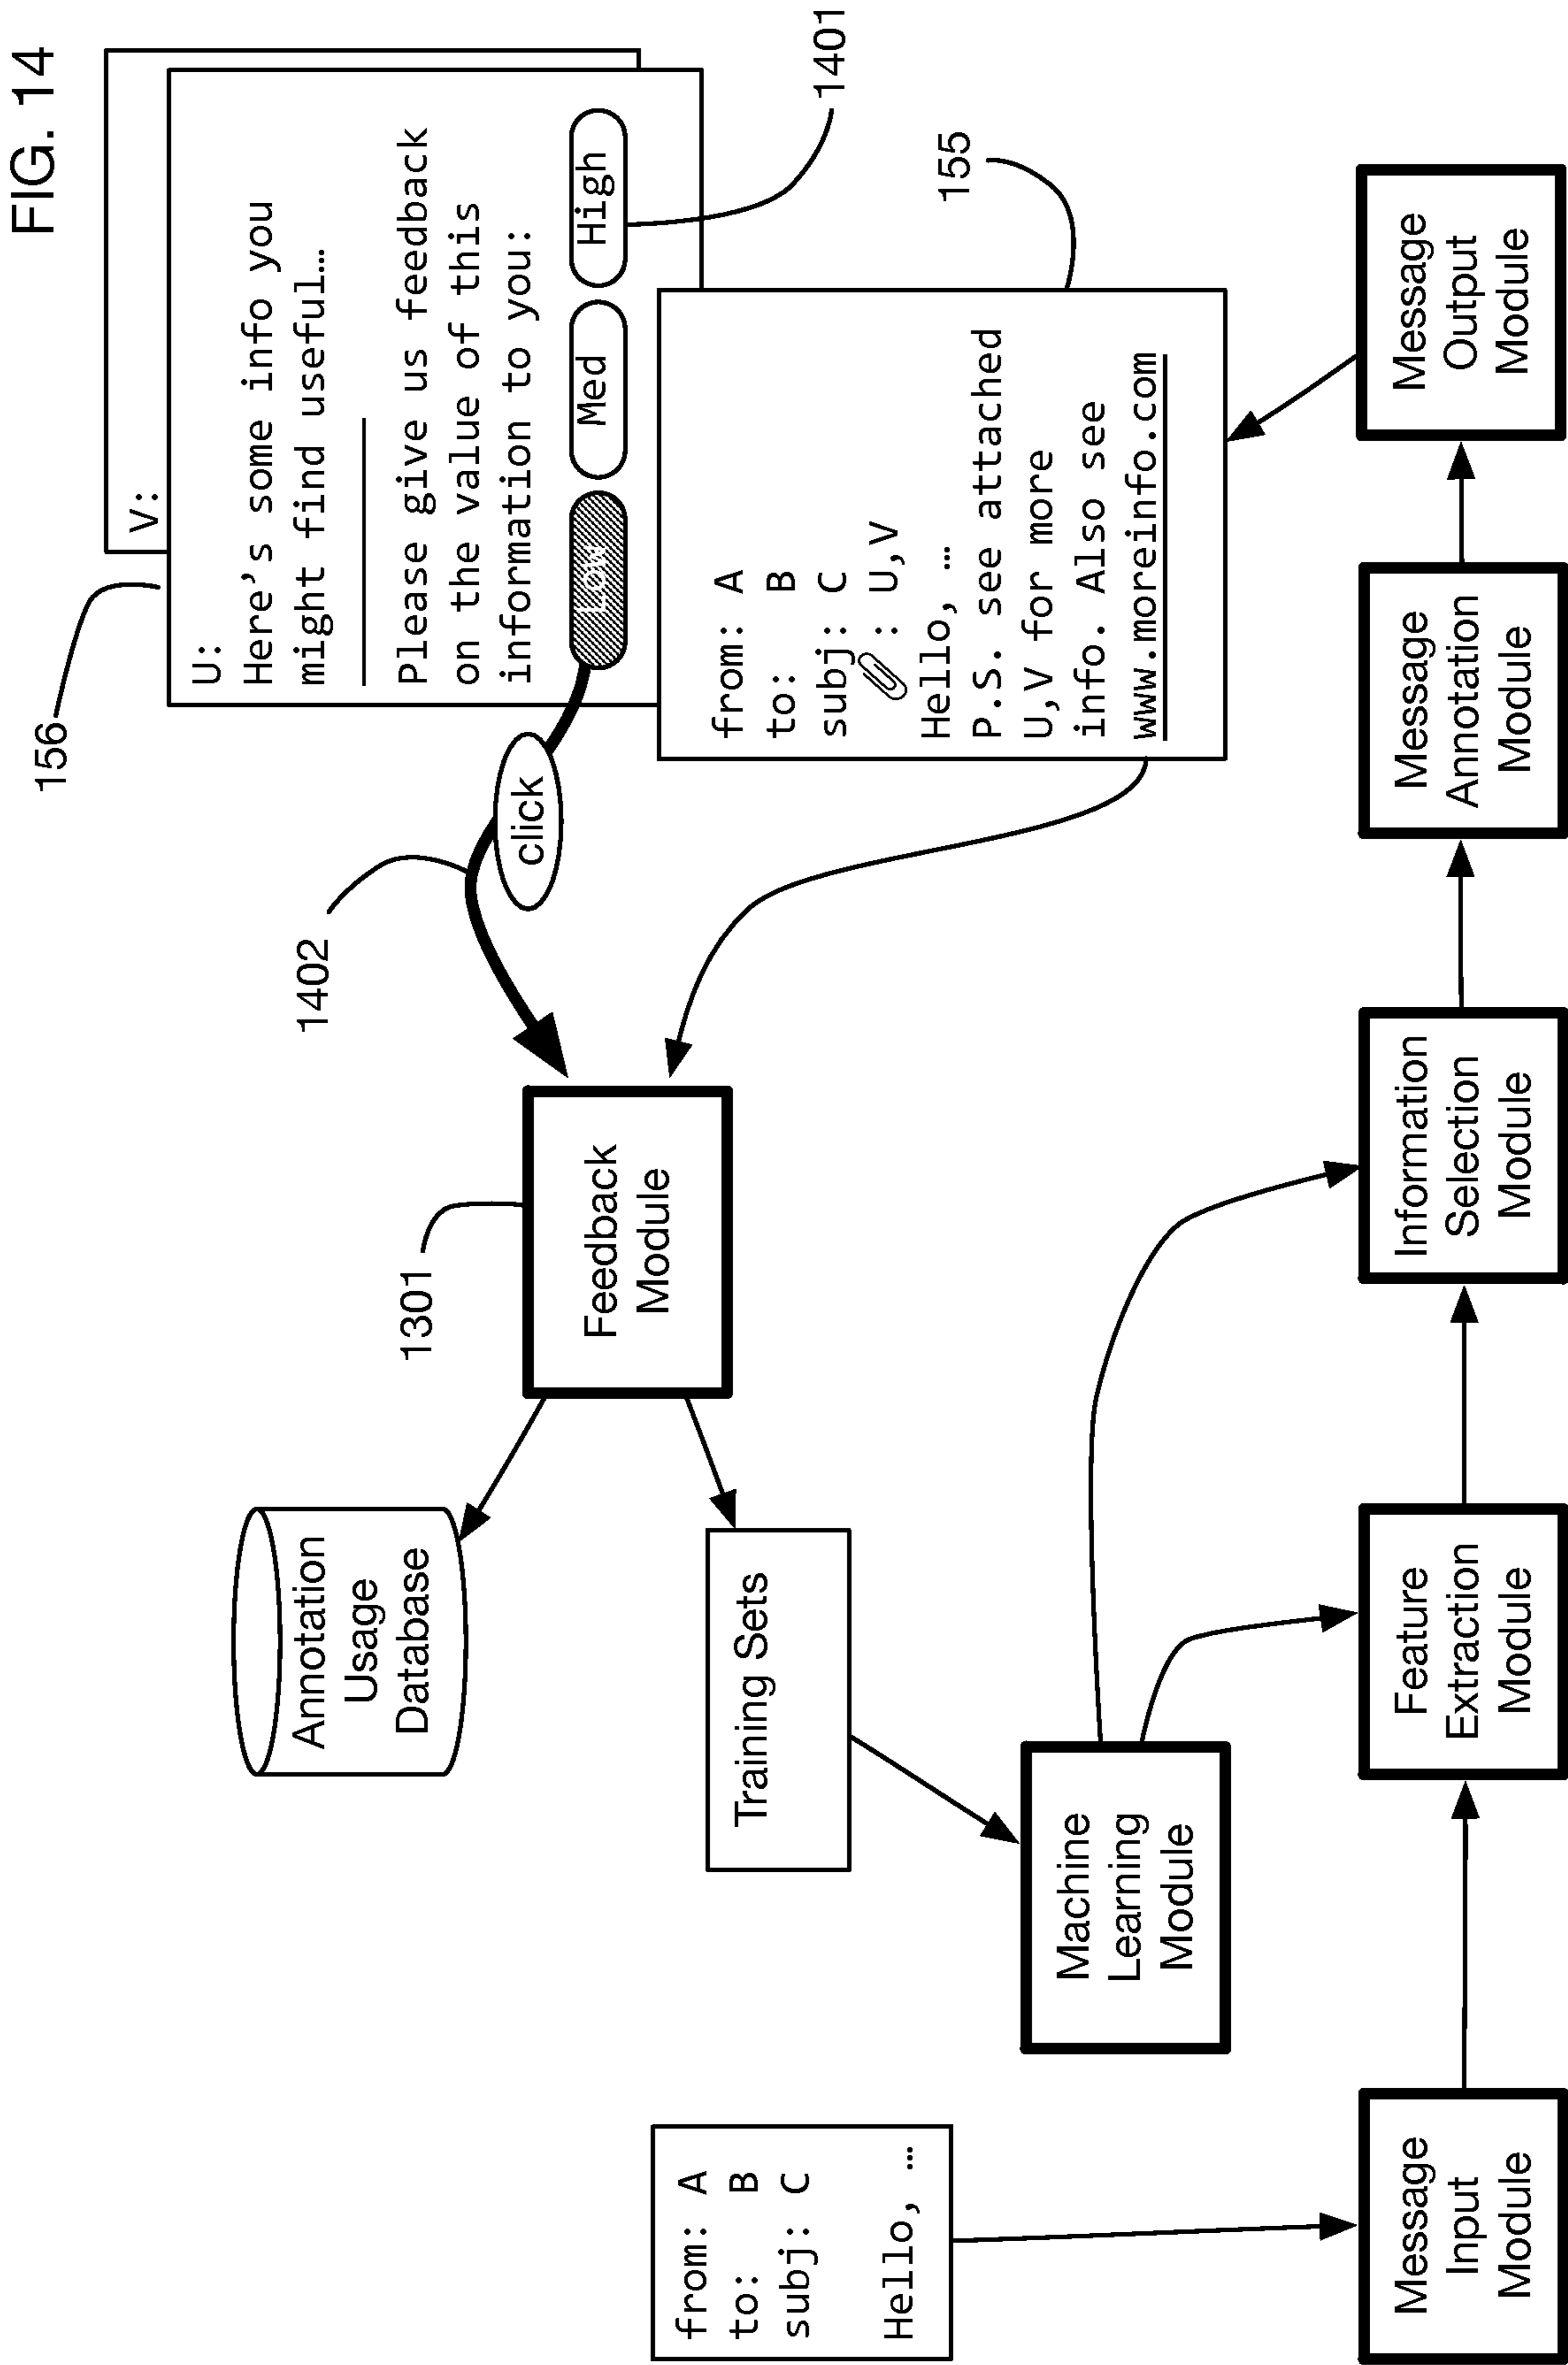 FIG. 14
156
V:
U:
Here’s some info you
might find useful…
Please give us feedback
on the value of this
information to you:
Low
Med
High
1401
click
1402
155
from: A
to: B
subj: C
: U,V
Hello, …
P.S. see attached
U,V for more
info. Also see
www.moreinfo.com
1301
Feedback
Module
Annotation
Usage
Database
Training Sets
Machine
Learning
Module
from: A
to: B
subj: C
Hello, …
Message
Input
Module
Feature
Extraction
Module
Information
Selection
Module
Message
Annotation
Module
Message
Output
Module